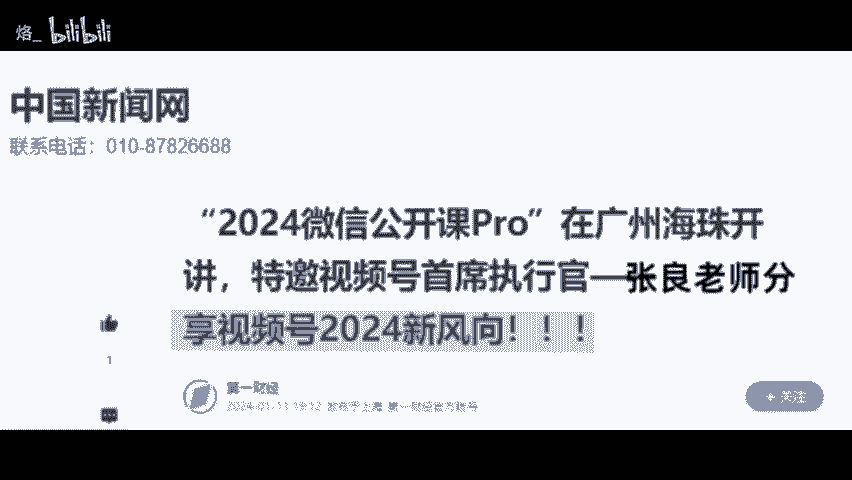 烙_ bilibili
中国新闻网
联系电话：010-87826688
“2024微信公开课Pro”在广州海珠开
讲，特邀视频号首席执行官—张良老师分
享视频号2024新风向！！！
1
第一财经
2024-01-11 19:12 发布于上海 第一财经官方账号
+ 关注